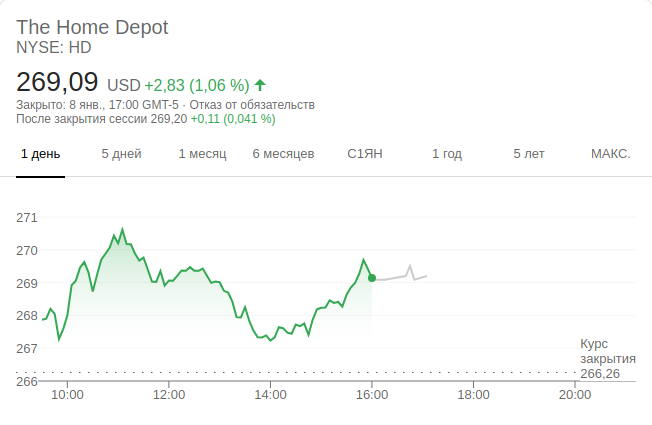 The Home Depot
NYSE: HD
269,09 USD +2,83 (1,06 %)
Закрыто: 8 янв., 17:00 GMT-5 · Отказ от обязательств
После закрытия сессии 269,20 +0,11 (0,041 %)
1 день 5 дней 1 месяц 6 месяцев С1ЯН 1 год 5 лет МАКС.
271
270
269
268
267
266
Курс
закрытия
266,26
10:00 12:00 14:00 16:00 18:00 20:00